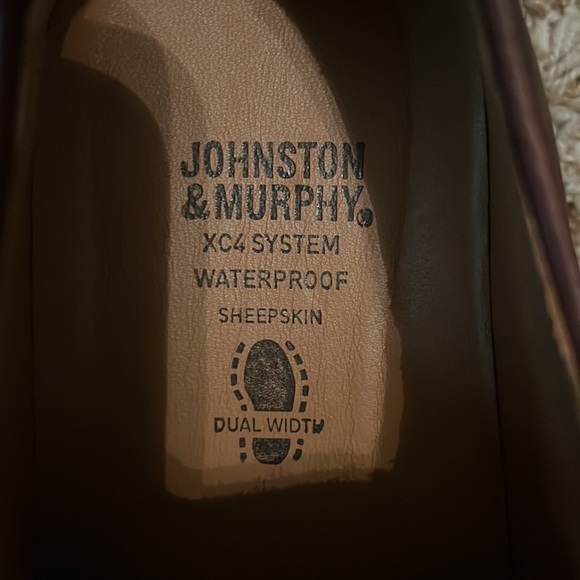 JOHNSTON
& MURPHY®
XC4 SYSTEM
WATERPROOF
SHEEPSKIN
DUAL WIDTH